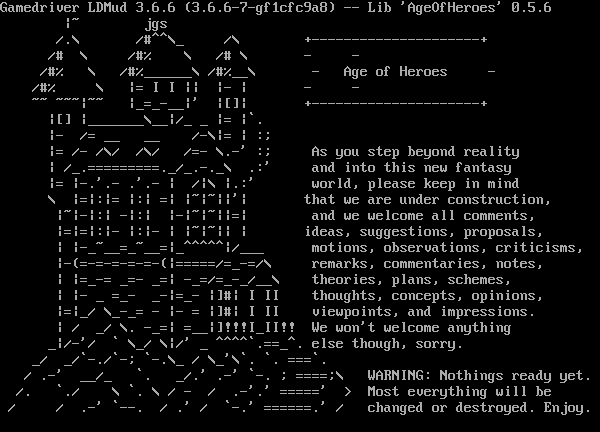 Gamedriver LDMud 3.6.6 (3.6.6-7-gf1cfc9a8) -- Lib 'AgeOfHeroes' 0.5.6
jgs
Age of Heroes
As you step beyond reality
and into this new fantasy
world, please keep in mind
that we are under construction,
and we welcome all comments,
ideas, suggestions, proposals,
motions, observations, criticisms,
remarks, commentaries, notes,
theories, plans, schemes,
thoughts, concepts, opinions,
viewpoints, and impressions.
We won't welcome anything
else though, sorry.
WARNING: Nothings ready yet.
Most everything will be
changed or destroyed. Enjoy.